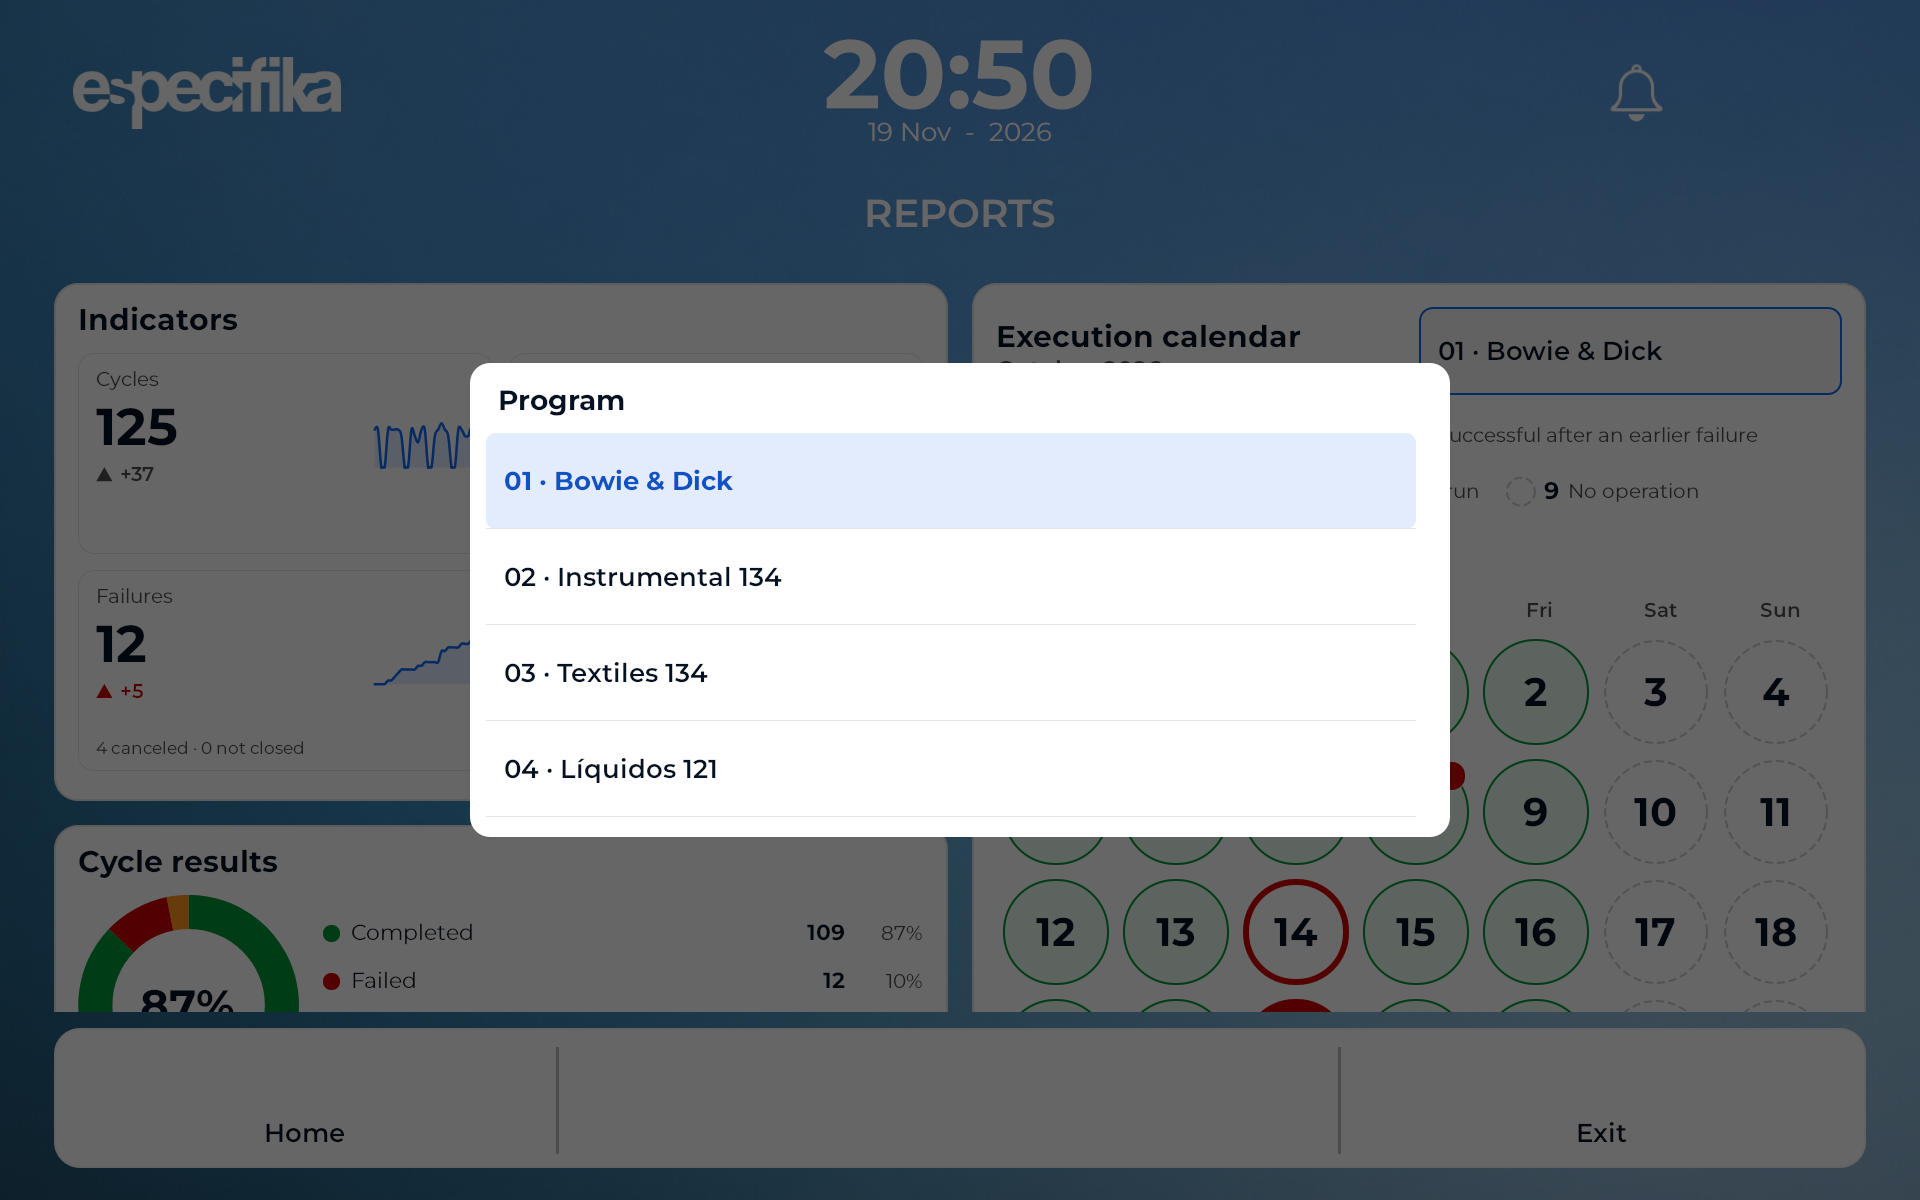 especifika
20:50
19 Nov - 2026
REPORTS
Indicators
Cycles
125
▲ +37
Failures
12
▲ +5
4 canceled · 0 not closed
Cycle results
87%
Completed 109 87%
Failed 12 10%
Execution calendar
01 · Bowie & Dick
uccessful after an earlier failure
run 9 No operation
Fri Sat Sun
2 3 4
9 10 11
12 13 14 15 16 17 18
Program
01 · Bowie & Dick
02 · Instrumental 134
03 · Textiles 134
04 · Líquidos 121
Home
Exit